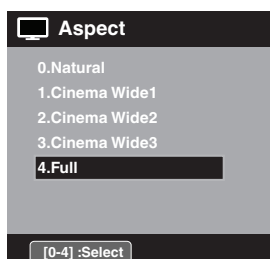 Aspect
0.Natural
1.Cinema Wide1
2.Cinema Wide2
3.Cinema Wide3
4.Full
[0-4] :Select